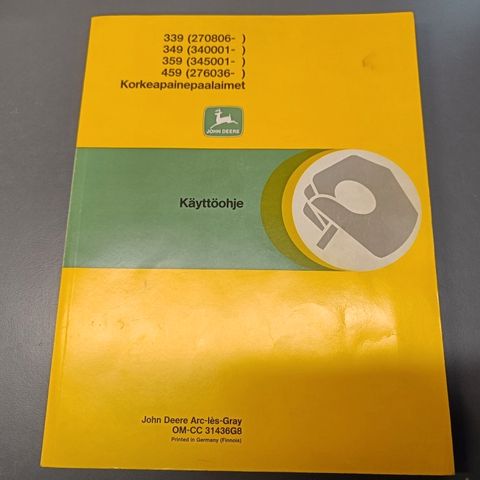 339 (270806- )
349 (340001- )
359 (345001- )
459 (276036- )
Korkeapainepaalaimet
JOHN DEERE
Käyttöohje
John Deere Arc-lès-Gray
OM-CC 31436G8
Printed in Germany (Finnois)